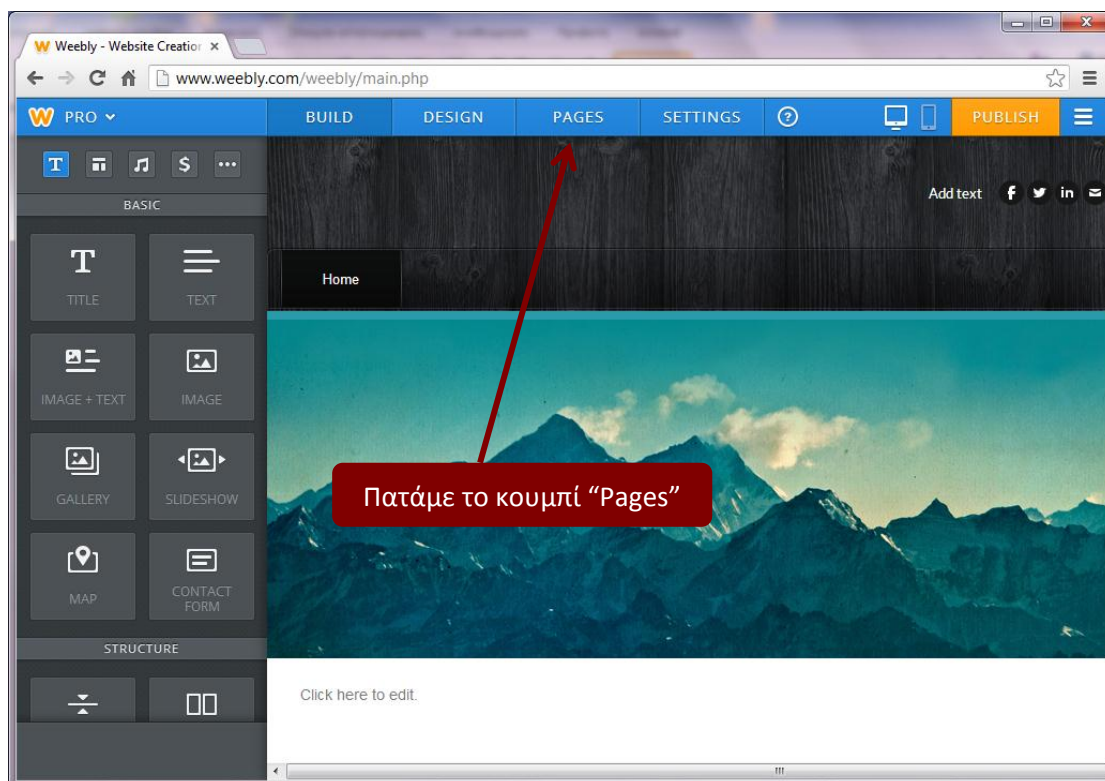 Weebly - Website Creation
www.weebly.com/weebly/main.php
PRO
BUILD
DESIGN
PAGES
SETTINGS
PUBLISH
BASIC
Add text
Home
TITLE
TEXT
IMAGE + TEXT
IMAGE
GALLERY
SLIDESHOW
MAP
CONTACT
FORM
STRUCTURE
Πατάμε το κουμπί “Pages”
Click here to edit.